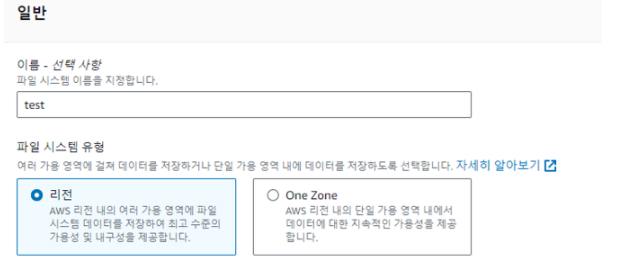 일반
이름 - 선택 사항
파일 시스템 이름을 지정합니다.
test
파일 시스템 유형
여러 가용 영역에 걸쳐 데이터를 저장하거나 단일 가용 영역 내에 데이터를 저장하도록 선택합니다. 자세히 알아보기
리전
AWS 리전 내의 여러 가용 영역에 파일
시스템 데이터를 저장하여 최고 수준의
가용성 및 내구성을 제공합니다.
One Zone
AWS 리전 내의 단일 가용 영역 내에서
데이터에 대한 지속적인 가용성을 제공
합니다.